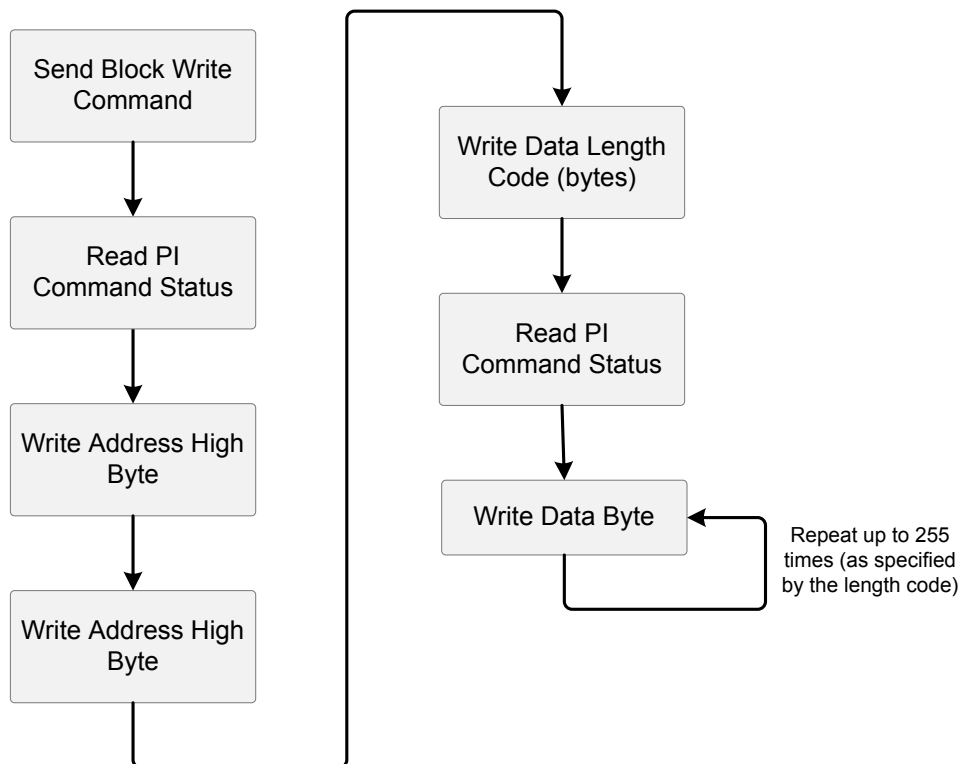 Send Block Write
Command
Read PI
Command Status
Write Address High
Byte
Write Address High
Byte
Write Data Length
Code (bytes)
Read PI
Command Status
Write Data Byte
Repeat up to 255
times (as specified
by the length code)